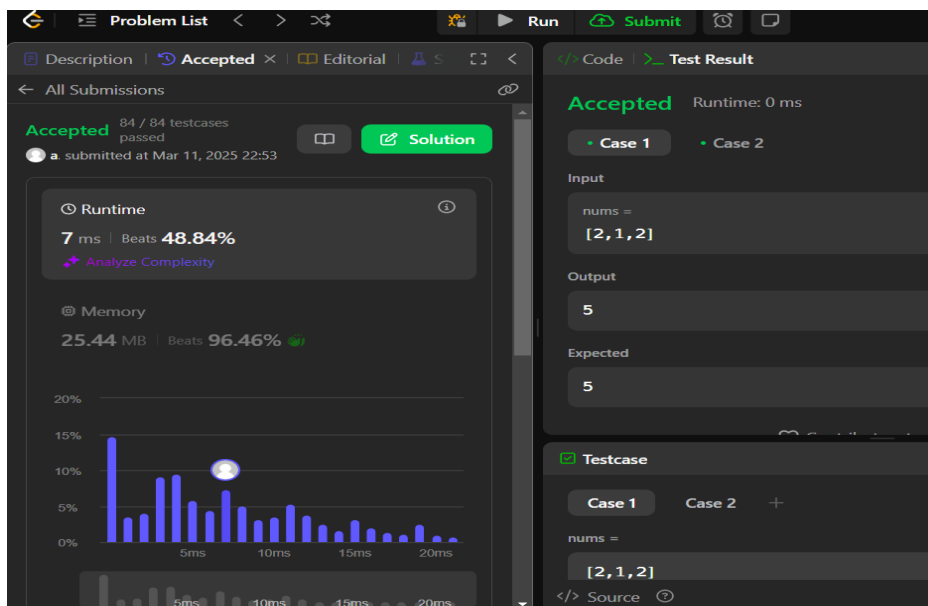 Problem List
Run
Submit
Description
Accepted
Editorial
S
Code
Test Result
All Submissions
Accepted
84 / 84 testcases
passed
a. submitted at Mar 11, 2025 22:53
Solution
Runtime
7 ms | Beats 48.84%
Analyze Complexity
Memory
25.44 MB | Beats 96.46%
20%
15%
10%
5%
0%
5ms
10ms
15ms
20ms
5ms
10ms
15ms
20ms
Accepted
Runtime: 0 ms
• Case 1
• Case 2
Input
nums =
[2,1,2]
Output
5
Expected
5
Testcase
Case 1
Case 2
+
nums =
[2,1,2]
</> Source